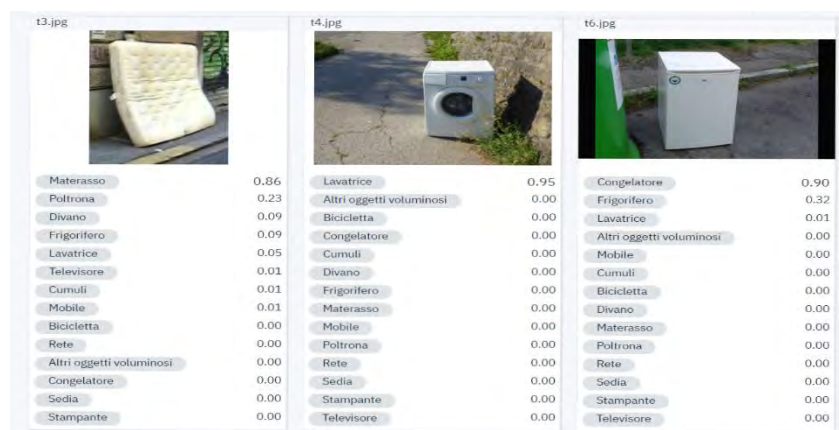 t3.jpg
Materasso 0.86
Poltrona 0.23
Divano 0.09
Frigorifero 0.09
Lavatrice 0.05
Televisore 0.01
Cumuli 0.01
Mobile 0.01
Bicicletta 0.00
Rete 0.00
Altri oggetti voluminosi 0.00
Congelatore 0.00
Sedia 0.00
Stampante 0.00
t4.jpg
Lavatrice 0.95
Altri oggetti voluminosi 0.00
Bicicletta 0.00
Congelatore 0.00
Cumuli 0.00
Divano 0.00
Frigorifero 0.00
Materasso 0.00
Mobile 0.00
Poltrona 0.00
Rete 0.00
Sedia 0.00
Stampante 0.00
Televisore 0.00
t6.jpg
Congelatore 0.90
Frigorifero 0.32
Lavatrice 0.01
Altri oggetti voluminosi 0.00
Mobile 0.00
Cumuli 0.00
Bicicletta 0.00
Divano 0.00
Materasso 0.00
Poltrona 0.00
Rete 0.00
Sedia 0.00
Stampante 0.00
Televisore 0.00